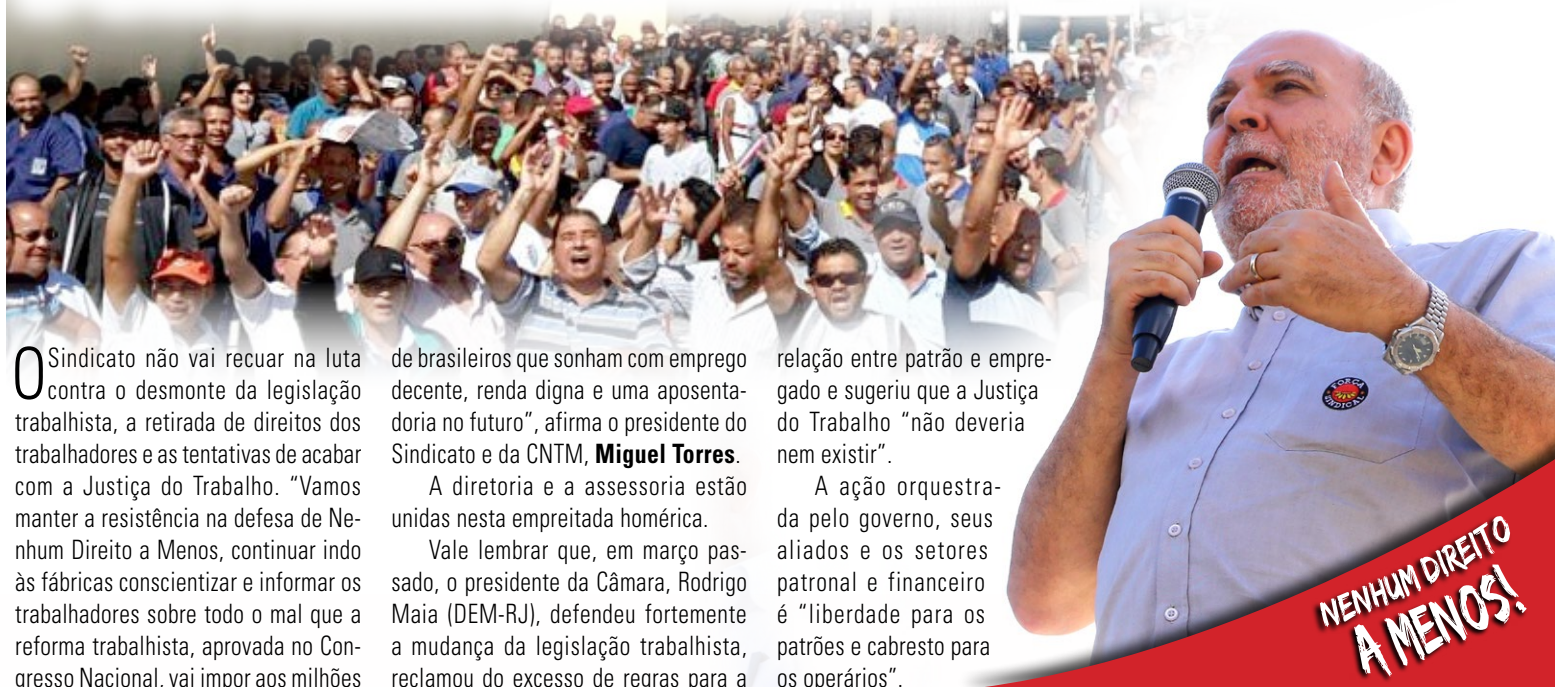 O Sindicato não vai recuar na luta
contra o desmonte da legislação
trabalhista, a retirada de direitos dos
trabalhadores e as tentativas de acabar
com a Justiça do Trabalho. “Vamos
manter a resistência na defesa de Ne-
nhum Direito a Menos, continuar indo
às fábricas conscientizar e informar os
trabalhadores sobre todo o mal que a
reforma trabalhista, aprovada no Con-
gresso Nacional, vai impor aos milhões
de brasileiros que sonham com emprego
decente, renda digna e uma aposenta-
doria no futuro”, afirma o presidente do
Sindicato e da CNTM, Miguel Torres.
A diretoria e a assessoria estão
unidas nesta empreitada homérica.
Vale lembrar que, em março pas-
sado, o presidente da Câmara, Rodrigo
Maia (DEM-RJ), defendeu fortemente
a mudança da legislação trabalhista,
reclamou do excesso de regras para a
relação entre patrão e empre-
gado e sugeriu que a Justiça
do Trabalho “não deveria
nem existir”.
A ação orquestra-
da pelo governo, seus
aliados e os setores
patronal e financeiro
é “liberdade para os
patrões e cabresto para
os operários”.
FORÇA
SINDICAL
NENHUM DIREITO
A MENOS!